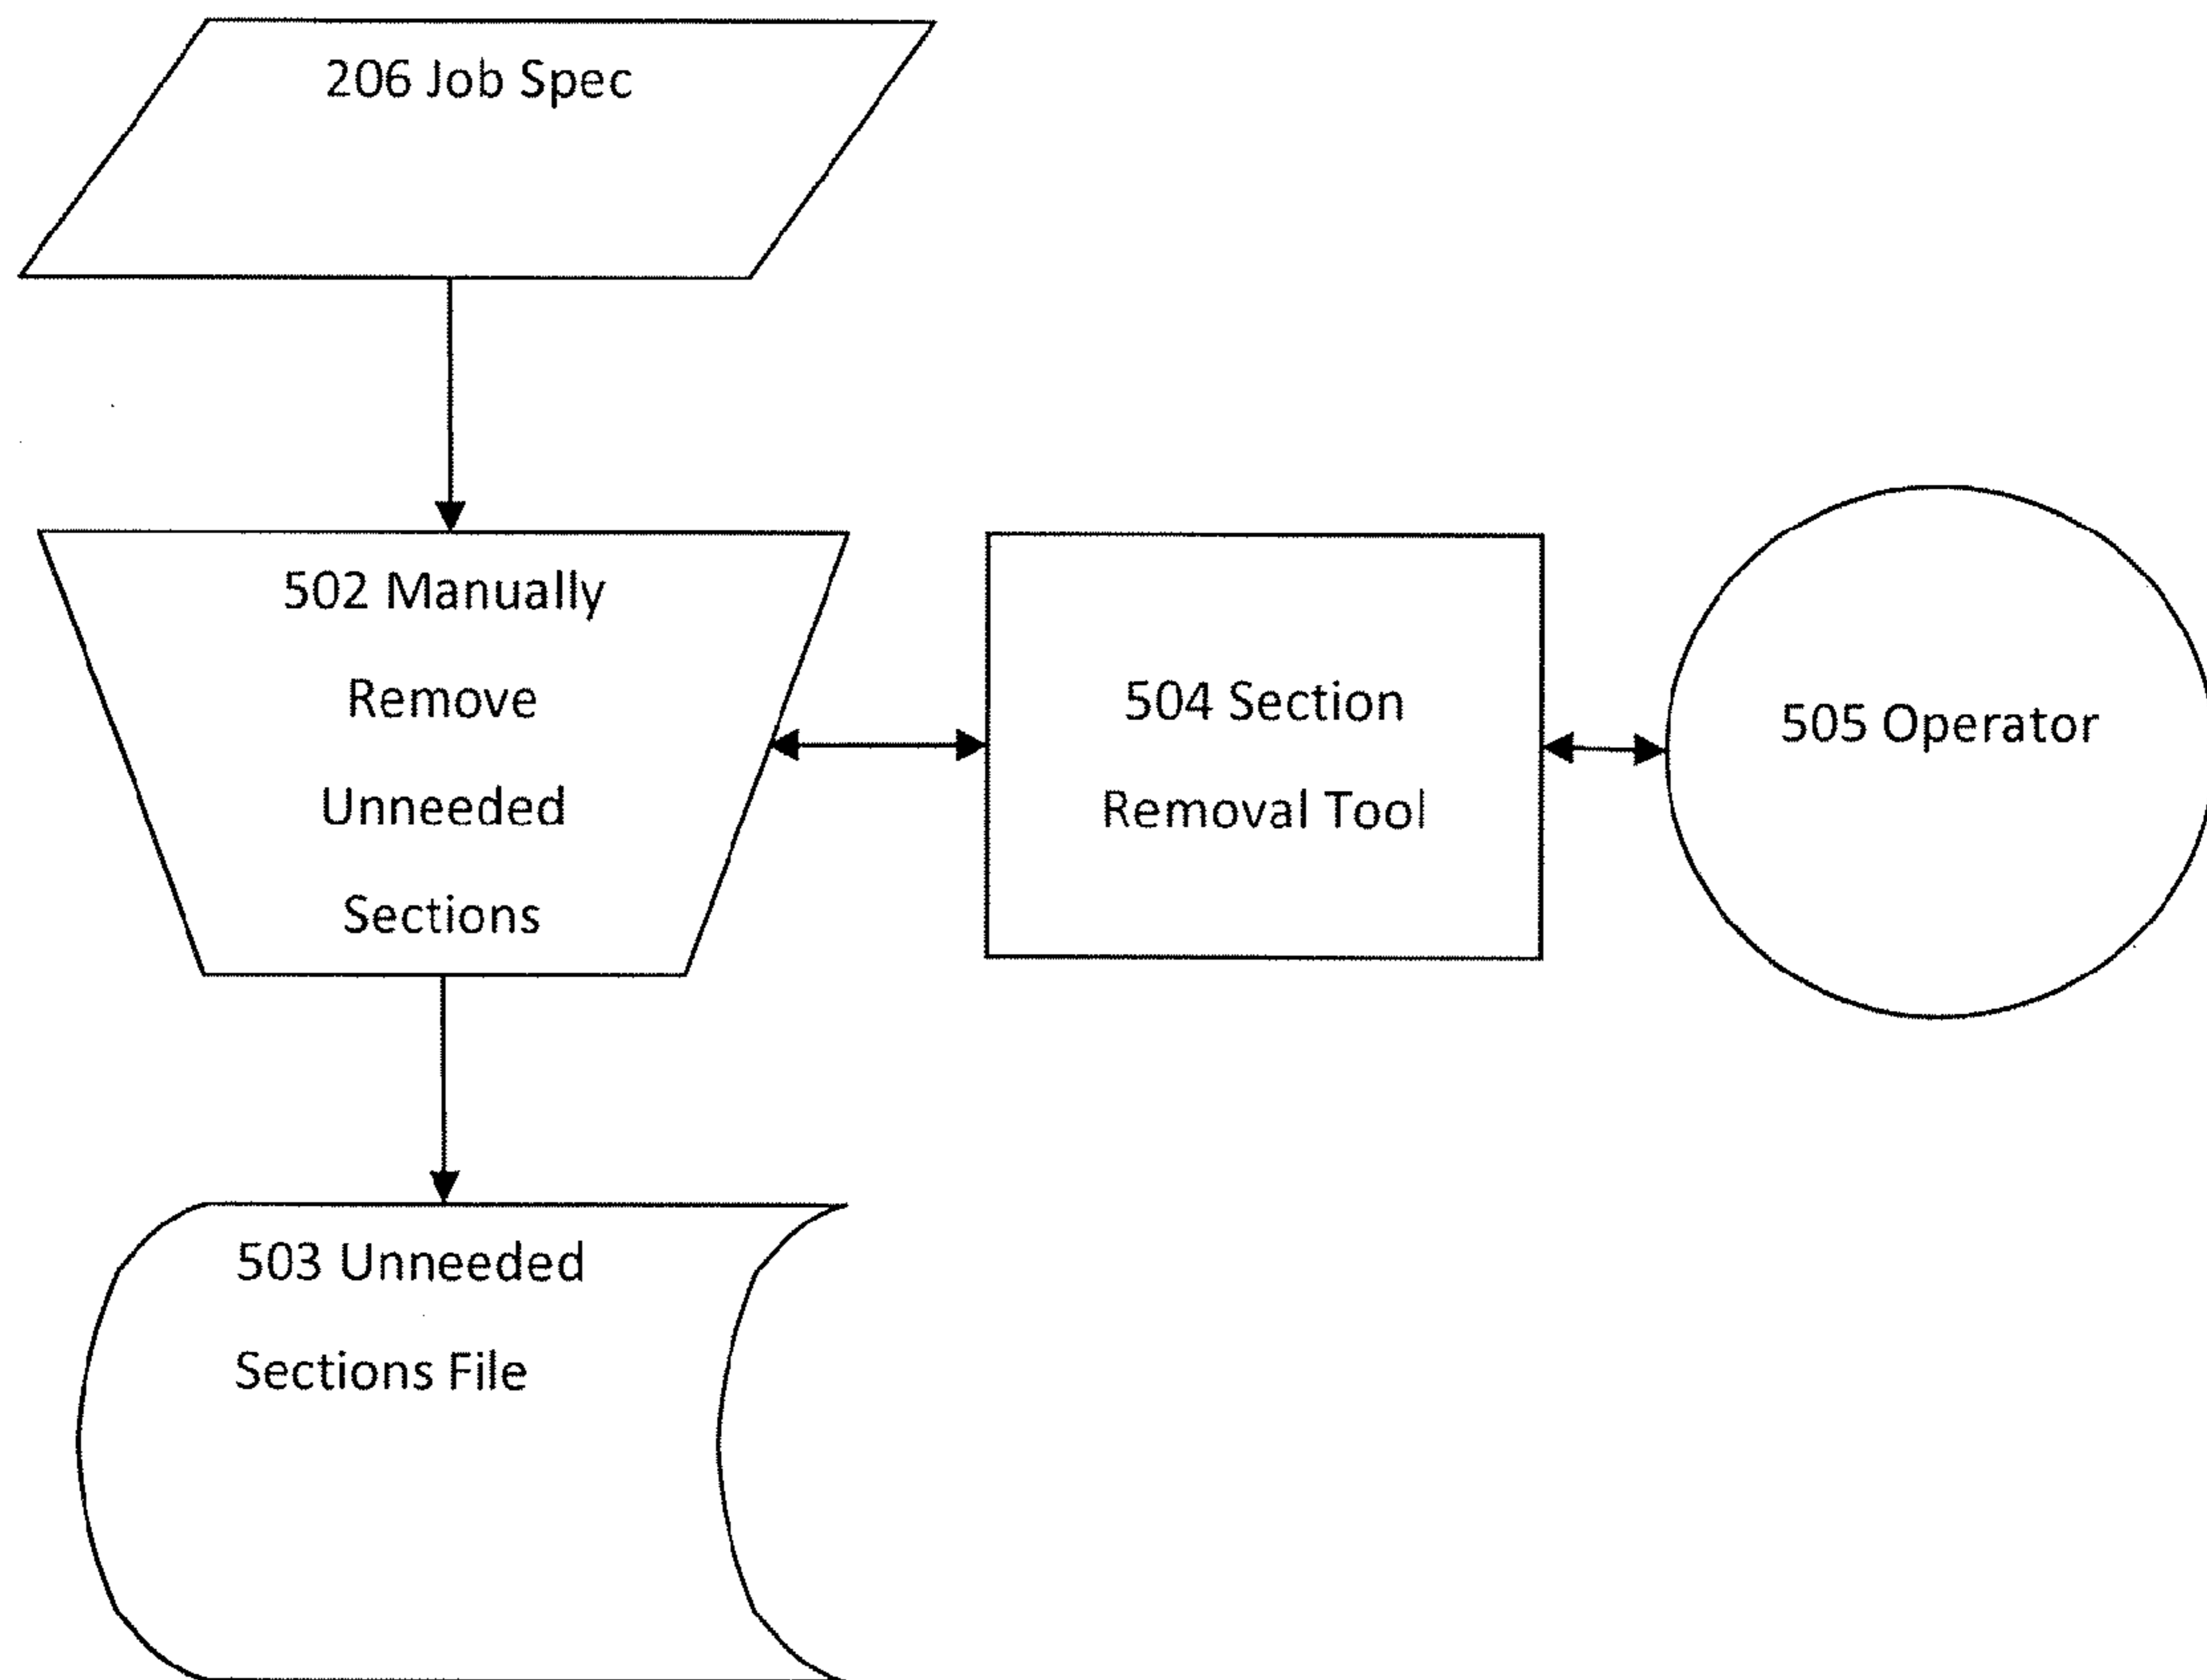 206 Job Spec
502 Manually
Remove
Unneeded
Sections
504 Section
Removal Tool
505 Operator
503 Unneeded
Sections File